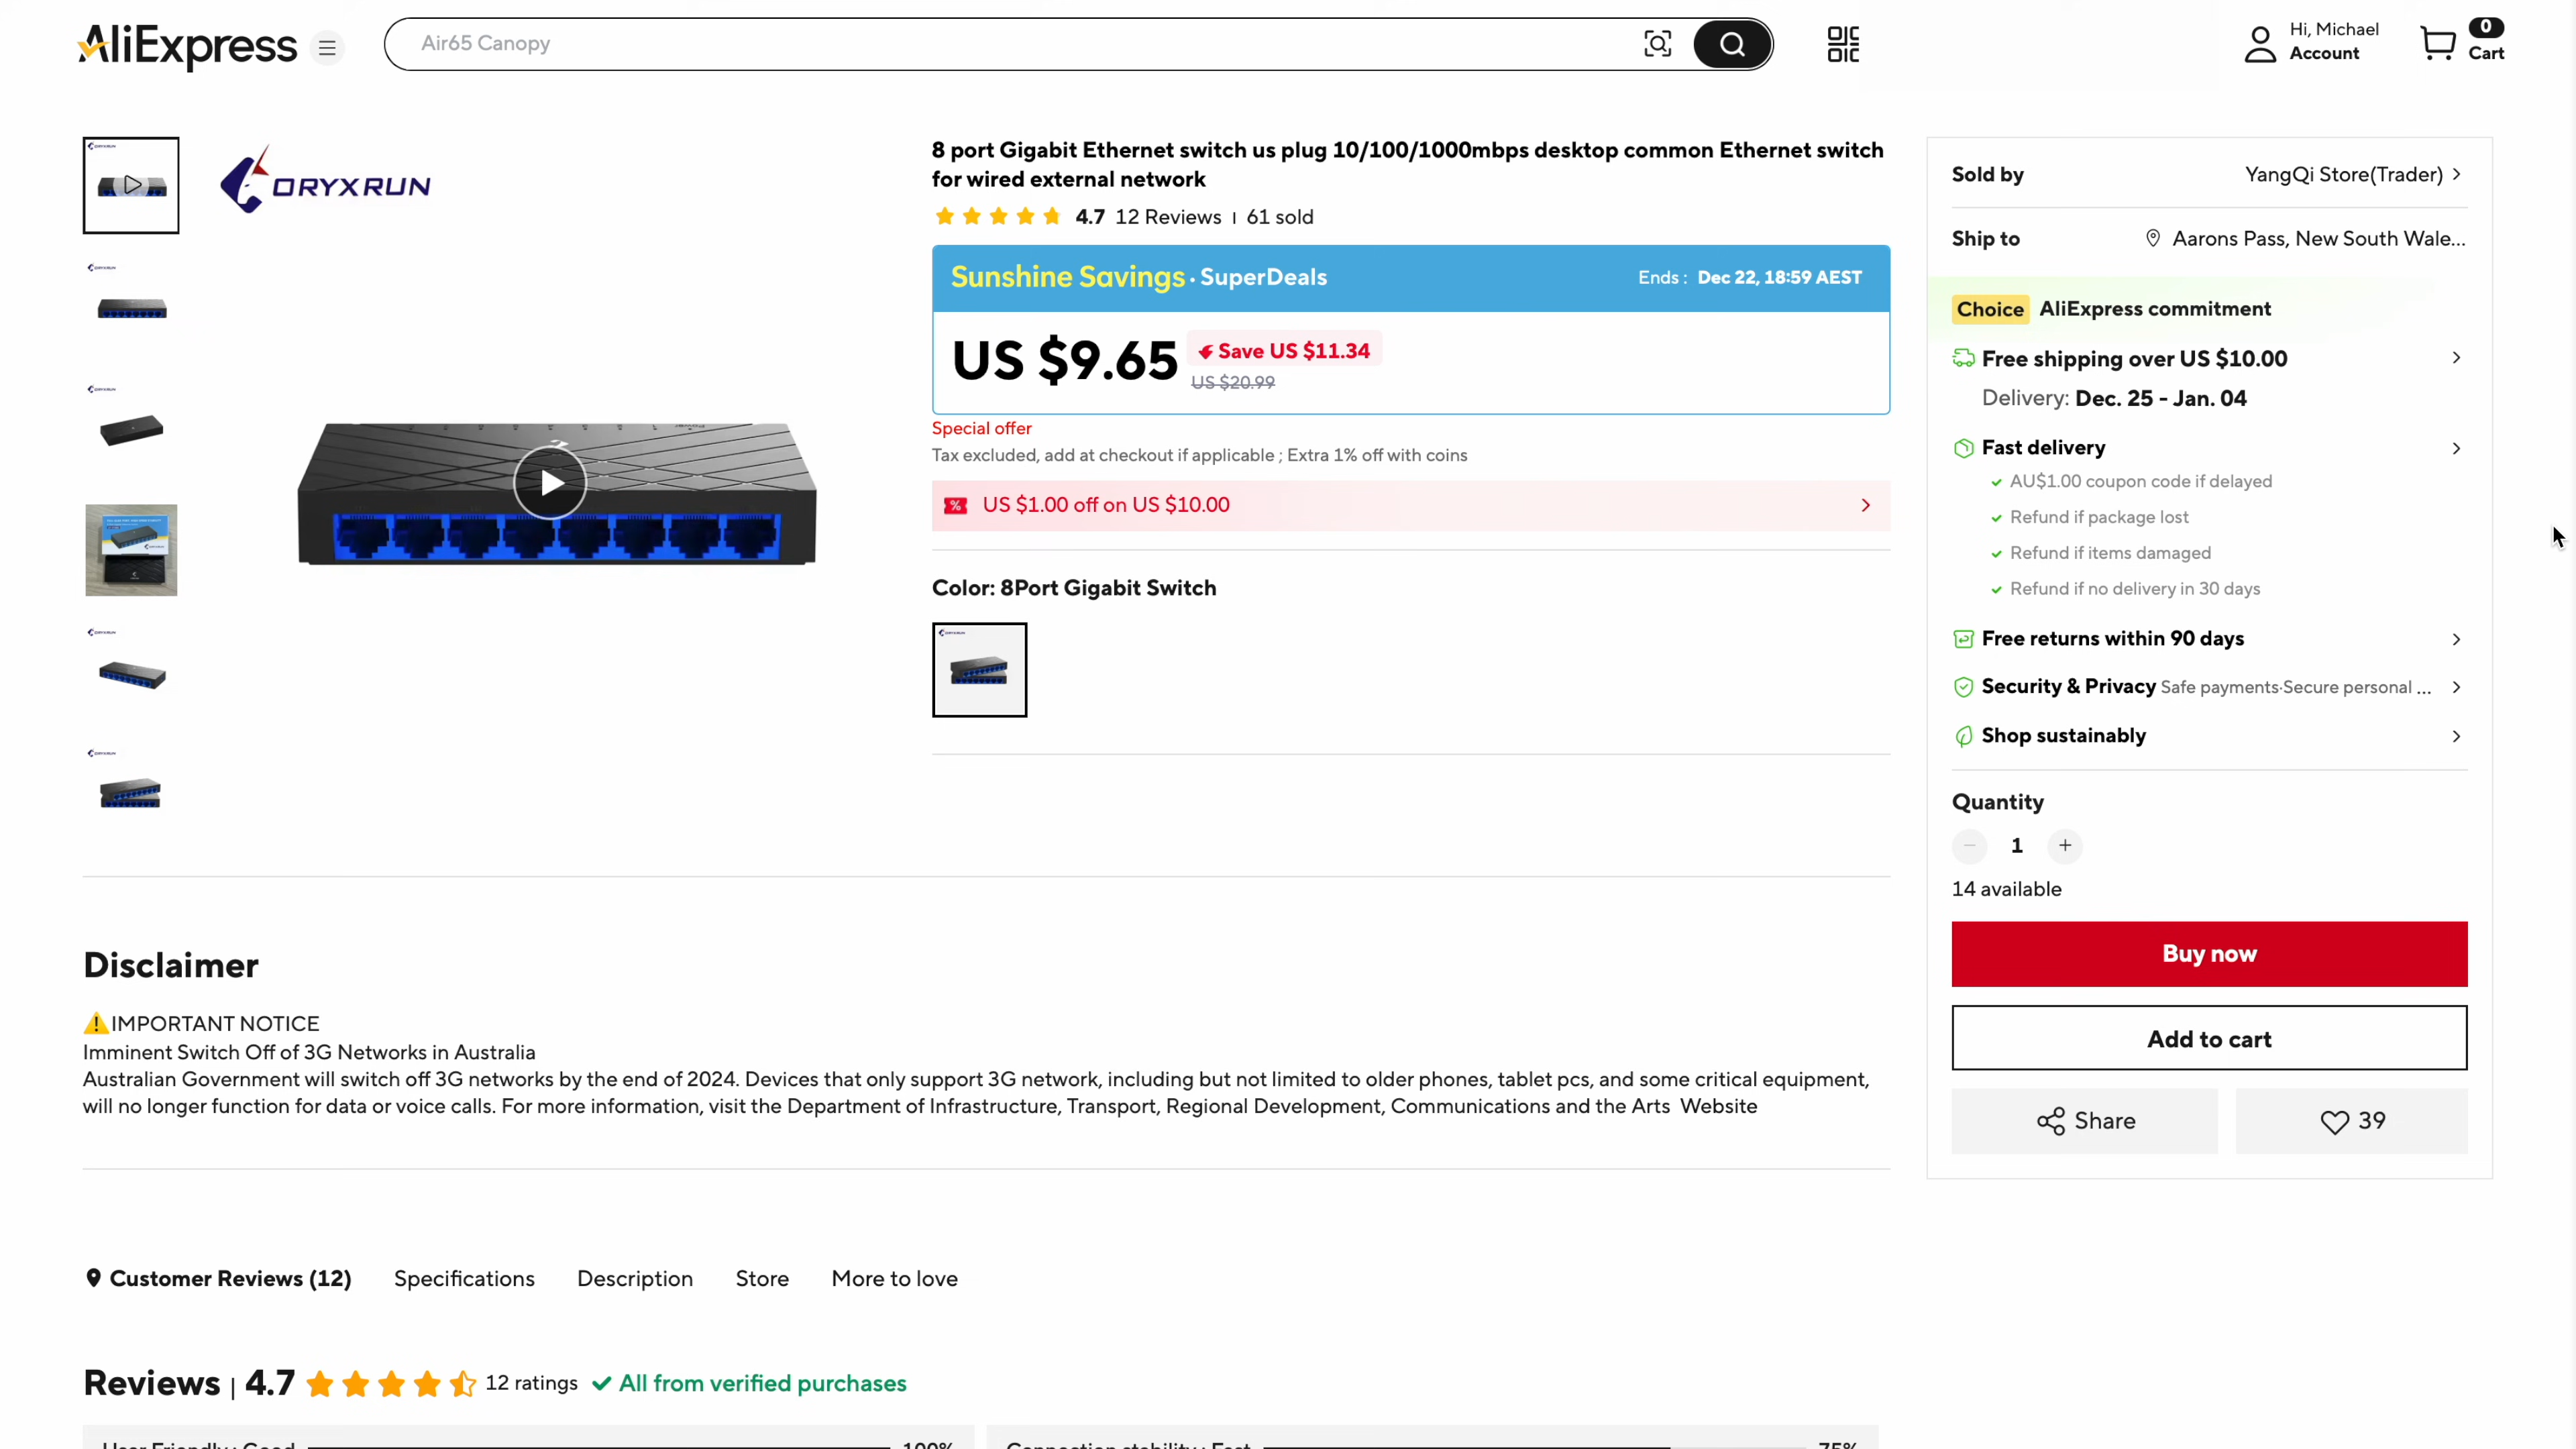 AliExpress
Air65 Canopy
Hi, Michael
Account
0
Cart
ORYXRUN
8 port Gigabit Ethernet switch us plug 10/100/1000mbps desktop common Ethernet switch
for wired external network
4.7 12 Reviews | 61 sold
Sunshine Savings · SuperDeals
Ends : Dec 22, 18:59 AEST
US $9.65
Save US $11.34
US $20.99
Special offer
Tax excluded, add at checkout if applicable ; Extra 1% off with coins
% US $1.00 off on US $10.00
Color: 8Port Gigabit Switch
Sold by YangQi Store(Trader)
Ship to Aarons Pass, New South Wale...
Choice AliExpress commitment
Free shipping over US $10.00
Delivery: Dec. 25 - Jan. 04
Fast delivery
AU$1.00 coupon code if delayed
Refund if package lost
Refund if items damaged
Refund if no delivery in 30 days
Free returns within 90 days
Security & Privacy Safe payments·Secure personal ...
Shop sustainably
Quantity
− 1 +
14 available
Buy now
Add to cart
Share
39
Disclaimer
⚠️IMPORTANT NOTICE
Imminent Switch Off of 3G Networks in Australia
Australian Government will switch off 3G networks by the end of 2024. Devices that only support 3G network, including but not limited to older phones, tablet pcs, and some critical equipment,
will no longer function for data or voice calls. For more information, visit the Department of Infrastructure, Transport, Regional Development, Communications and the Arts Website
Customer Reviews (12) Specifications Description Store More to love
Reviews | 4.7 12 ratings All from verified purchases
User Friendly : Good 100%
Connection stability : Fast 75%